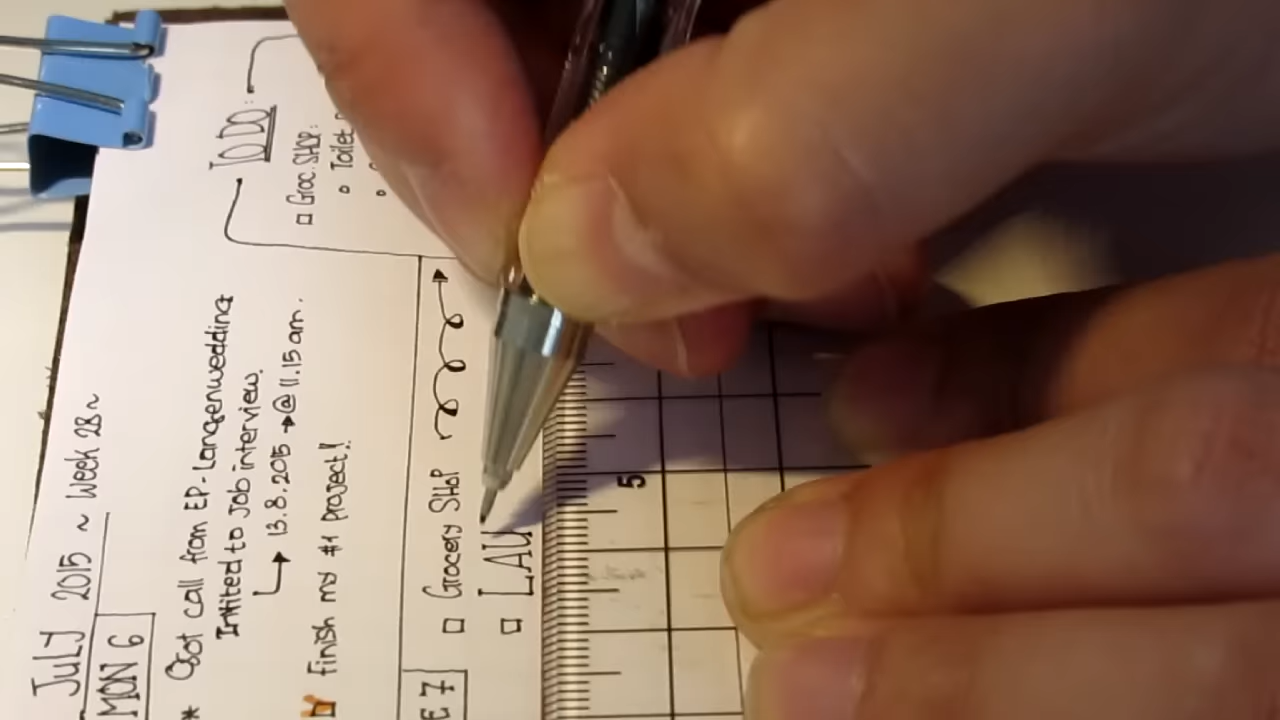 July 2015 ~ Week 28 ~
MON 6
* Got call from EP-Langenwedding
Invited to job interview.
13.8.2015 → @ 11.15 am.
Finish my #1 project!!
TO DO:
Groc. SHOP:
Toilet
E 7
Grocery SHOP
LAU
5